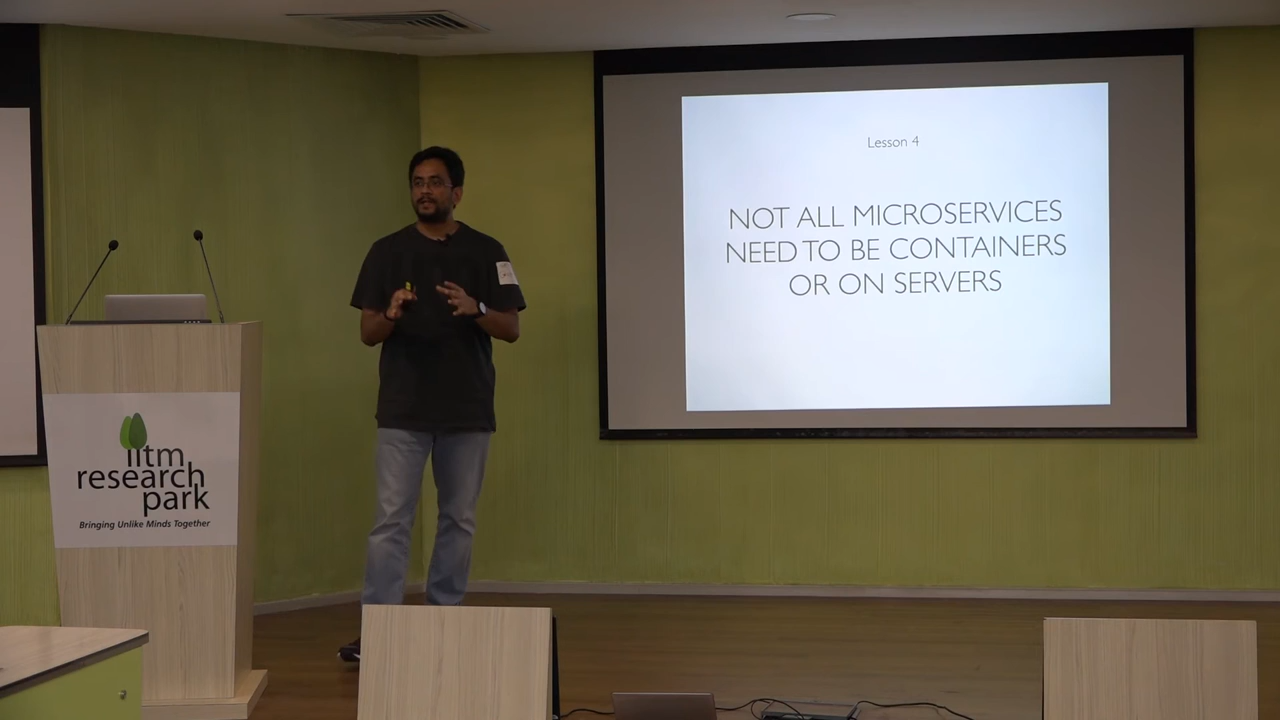 Lesson 4
NOT ALL MICROSERVICES
NEED TO BE CONTAINERS
OR ON SERVERS
iitm
research
park
Bringing Unlike Minds Together